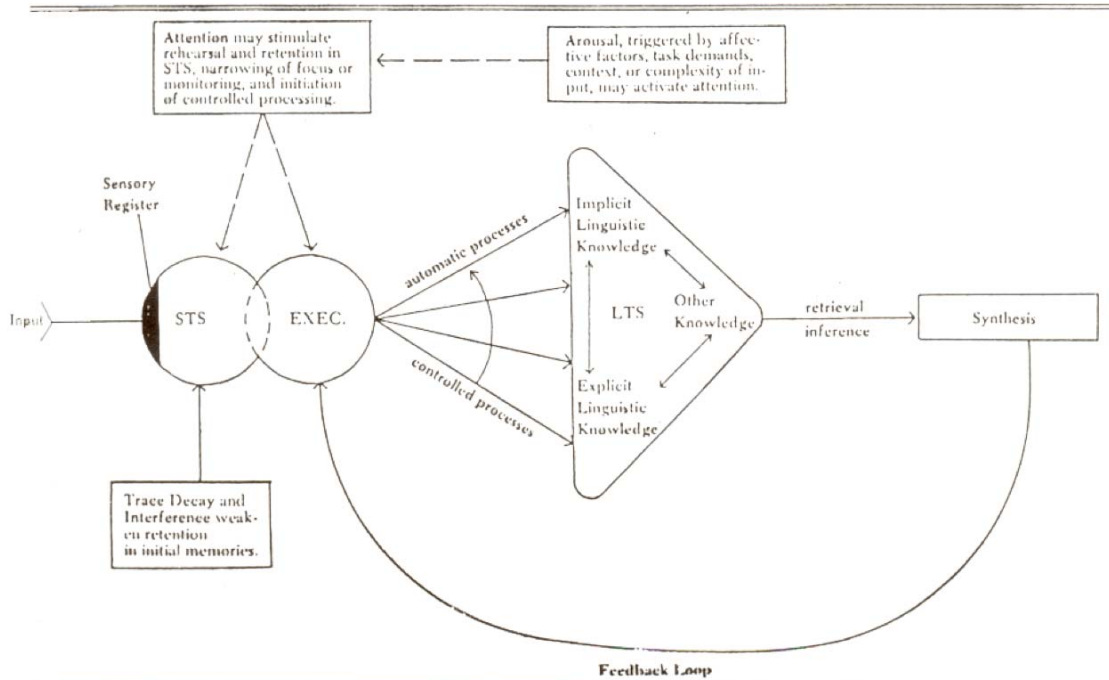 Attention may stimulate
rehearsal and retention in
STS, narrowing of focus or
monitoring, and initiation
of controlled processing.
Arousal, triggered by affec-
tive factors, task demands,
context, or complexity of in-
put, may activate attention.
Sensory
Register
Input
STS
EXEC.
automatic processes
controlled processes
Implicit
Linguistic
Knowledge
LTS
Other
Knowledge
Explicit
Linguistic
Knowledge
retrieval
inference
Synthesis
Trace Decay and
Interference weak-
en retention
in initial memories.
Feedback Loop